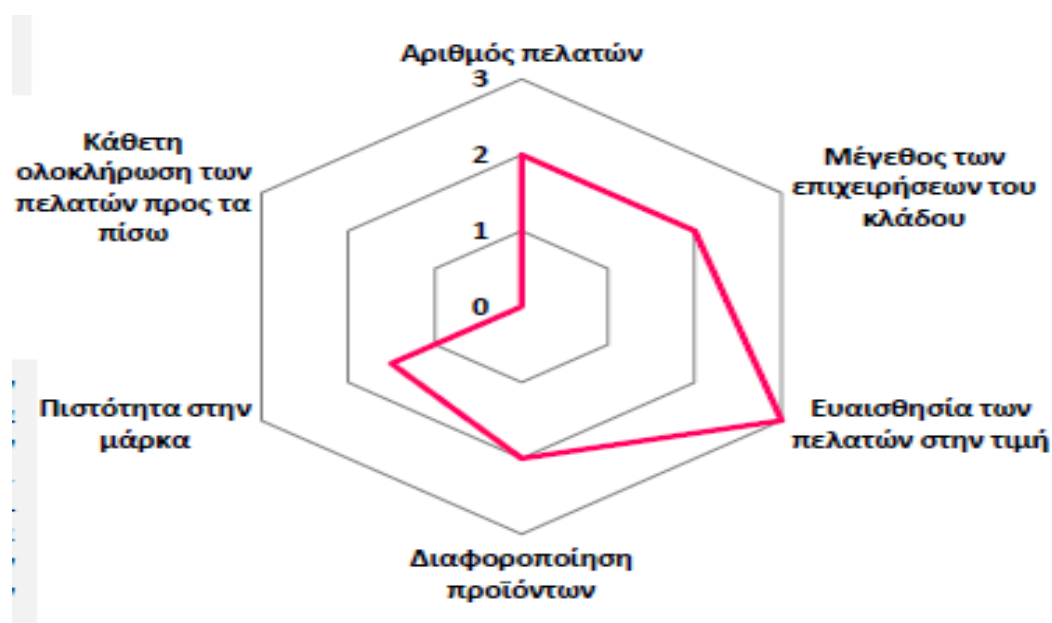 Αριθμός πελατών
3
2
1
0
Μέγεθος των
επιχειρήσεων του
κλάδου
Ευαισθησία των
πελατών στην τιμή
Διαφοροποίηση
προϊόντων
Πιστότητα στην
μάρκα
Κάθετη
ολοκλήρωση των
πελατών προς τα
πίσω